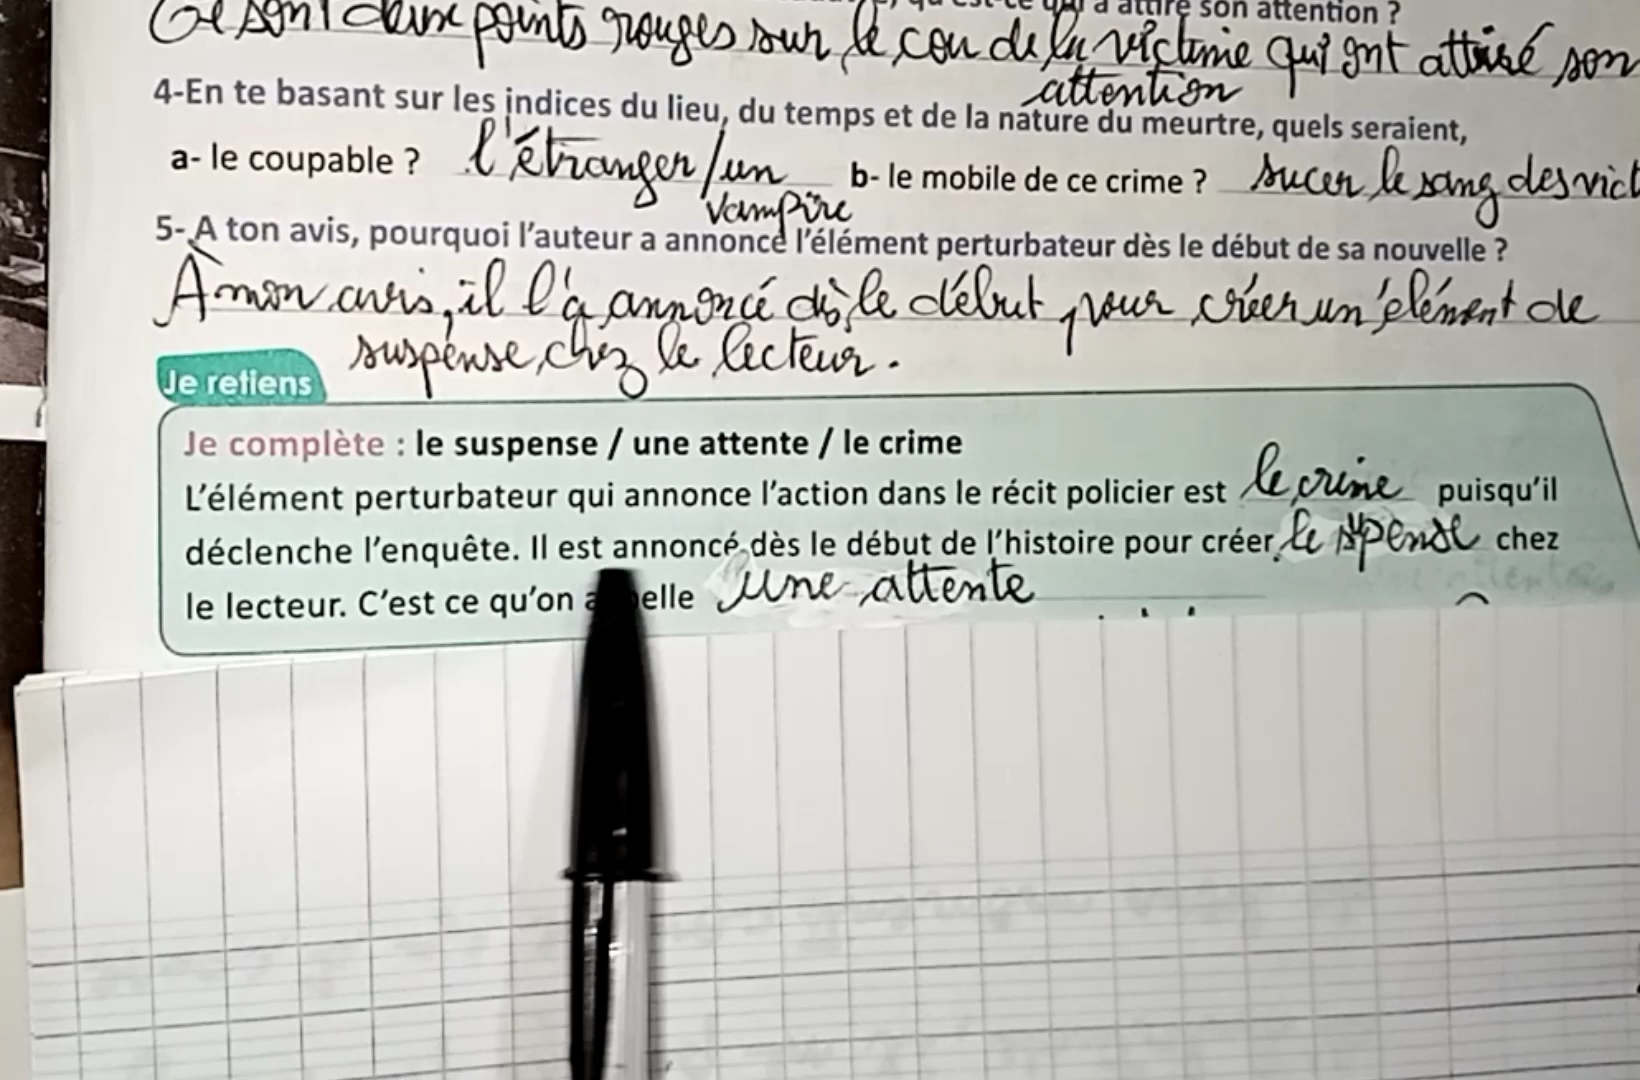 qui a attiré son attention ?
Ce sont deux points rouges sur le cou de la victime qui ont attiré son
attention
4-En te basant sur les indices du lieu, du temps et de la nature du meurtre, quels seraient,
a- le coupable ? l'étranger/un vampire b- le mobile de ce crime ? sucer le sang des vict
5- A ton avis, pourquoi l'auteur a annoncé l'élément perturbateur dès le début de sa nouvelle ?
À mon avis, il l'a annoncé dès le début pour créer un élément de
suspense chez le lecteur.
Je retiens
Je complète : le suspense / une attente / le crime
L'élément perturbateur qui annonce l'action dans le récit policier est le crime puisqu'il
déclenche l'enquête. Il est annoncé dès le début de l'histoire pour créer le chez
le lecteur. C'est ce qu'on elle une attente